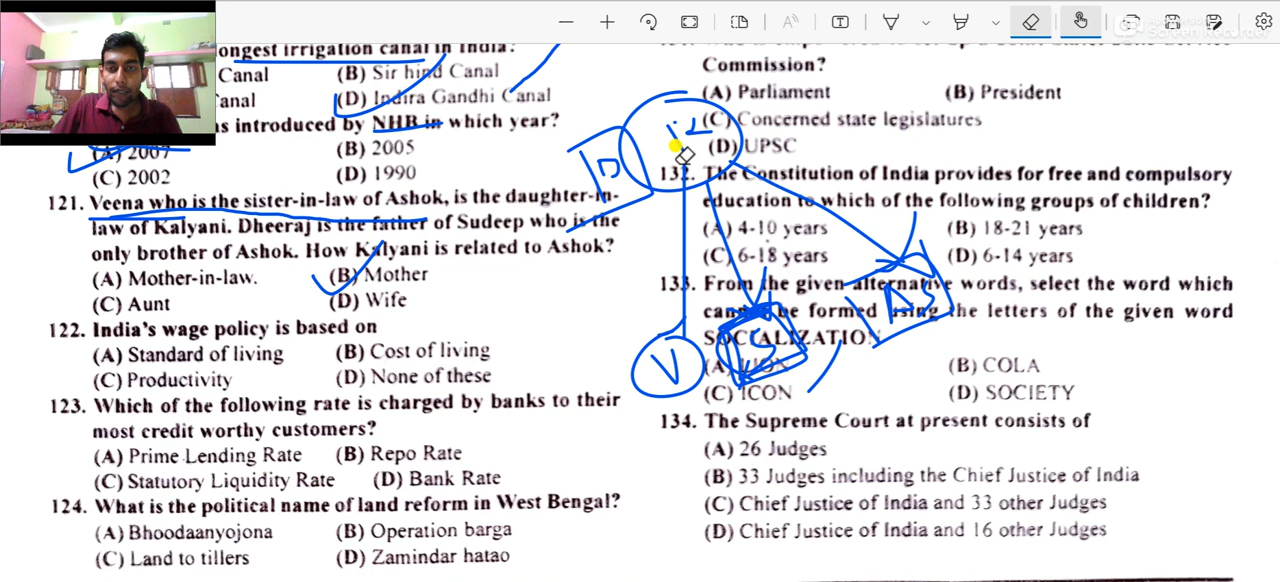 ongest irrigation canal in India?
Canal
(B) Sir hind Canal
anal
(D) Indira Gandhi Canal
as introduced by NHB in which year?
(A) 2007
(B) 2005
(C) 2002
(D) 1990
121. Veena who is the sister-in-law of Ashok, is the daughter-in-
law of Kalyani. Dheeraj is the father of Sudeep who is the
only brother of Ashok. How Kalyani is related to Ashok?
(A) Mother-in-law.
(B) Mother
(C) Aunt
(D) Wife
122. India's wage policy is based on
(A) Standard of living
(B) Cost of living
(C) Productivity
(D) None of these
123. Which of the following rate is charged by banks to their
most credit worthy customers?
(A) Prime Lending Rate
(B) Repo Rate
(C) Statutory Liquidity Rate
(D) Bank Rate
124. What is the political name of land reform in West Bengal?
(A) Bhoodaanyojona
(B) Operation barga
(C) Land to tillers
(D) Zamindar hatao
Commission?
(A) Parliament
(B) President
(C) Concerned state legislatures
(D) UPSC
132. The Constitution of India provides for free and compulsory
education to which of the following groups of children?
(A) 4-10 years
(B) 18-21 years
(C) 6-18 years
(D) 6-14 years
133. From the given alternative words, select the word which
cannot be formed using the letters of the given word
SOCIALIZATION
(A) LION
(B) COLA
(C) ICON
(D) SOCIETY
134. The Supreme Court at present consists of
(A) 26 Judges
(B) 33 Judges including the Chief Justice of India
(C) Chief Justice of India and 33 other Judges
(D) Chief Justice of India and 16 other Judges
D
V
S
Screen Recorder